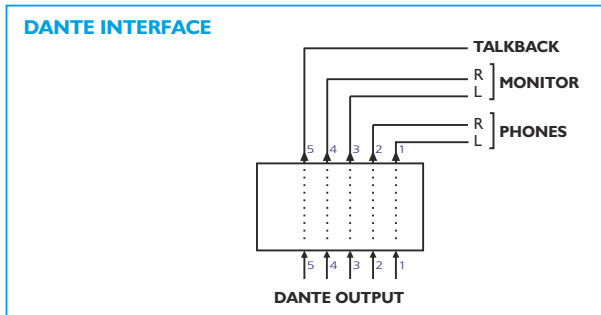 DANTE INTERFACE
TALKBACK
R
MONITOR
L
R
PHONES
L
5 4 3 2 1
5 4 3 2 1
DANTE OUTPUT